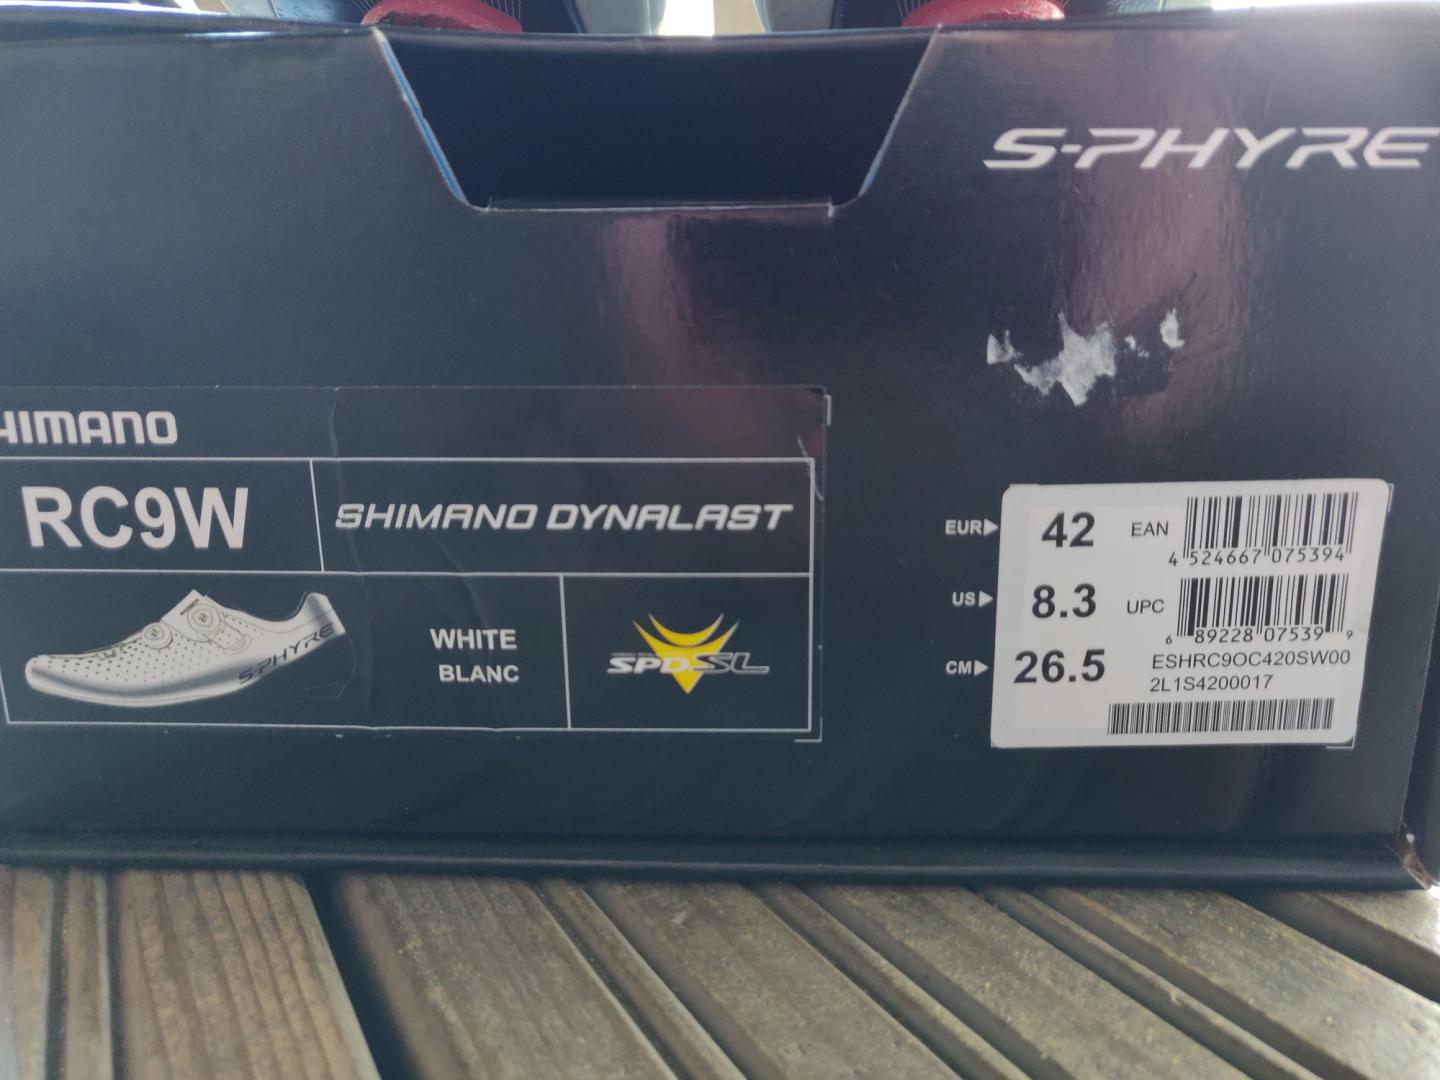 S-PHYRE
HIMANO
RC9W
SHIMANO DYNALAST
S-PHYRE
WHITE
BLANC
SPD-SL
EUR▶ 42
US▶ 8.3
CM▶ 26.5
EAN
4 524667 075394
UPC
6 89228 07539 9
ESHRC9OC420SW00
2L1S4200017